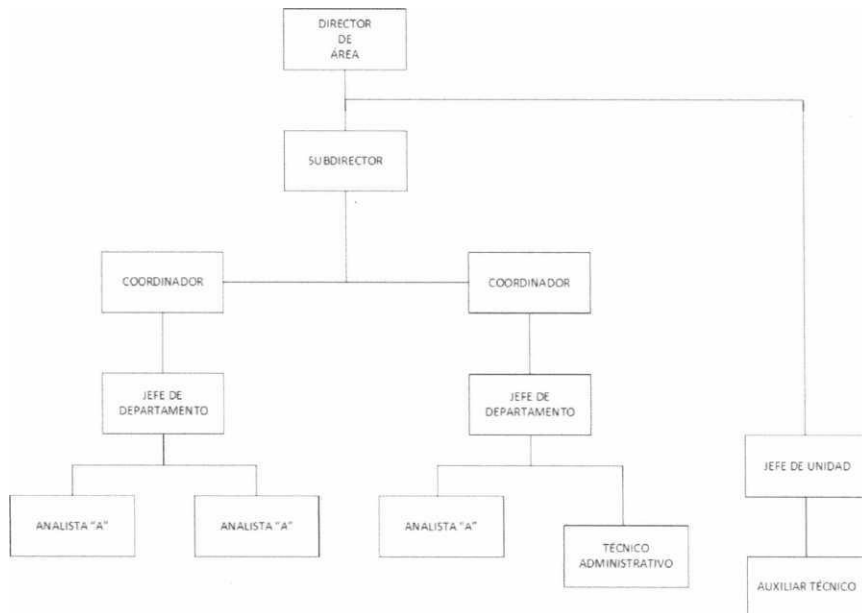 DIRECTOR
DE
ÁREA
SUBDIRECTOR
COORDINADOR
COORDINADOR
JEFE DE
DEPARTAMENTO
JEFE DE
DEPARTAMENTO
JEFE DE UNIDAD
ANALISTA "A"
ANALISTA "A"
ANALISTA "A"
TÉCNICO
ADMINISTRATIVO
AUXILIAR TÉCNICO